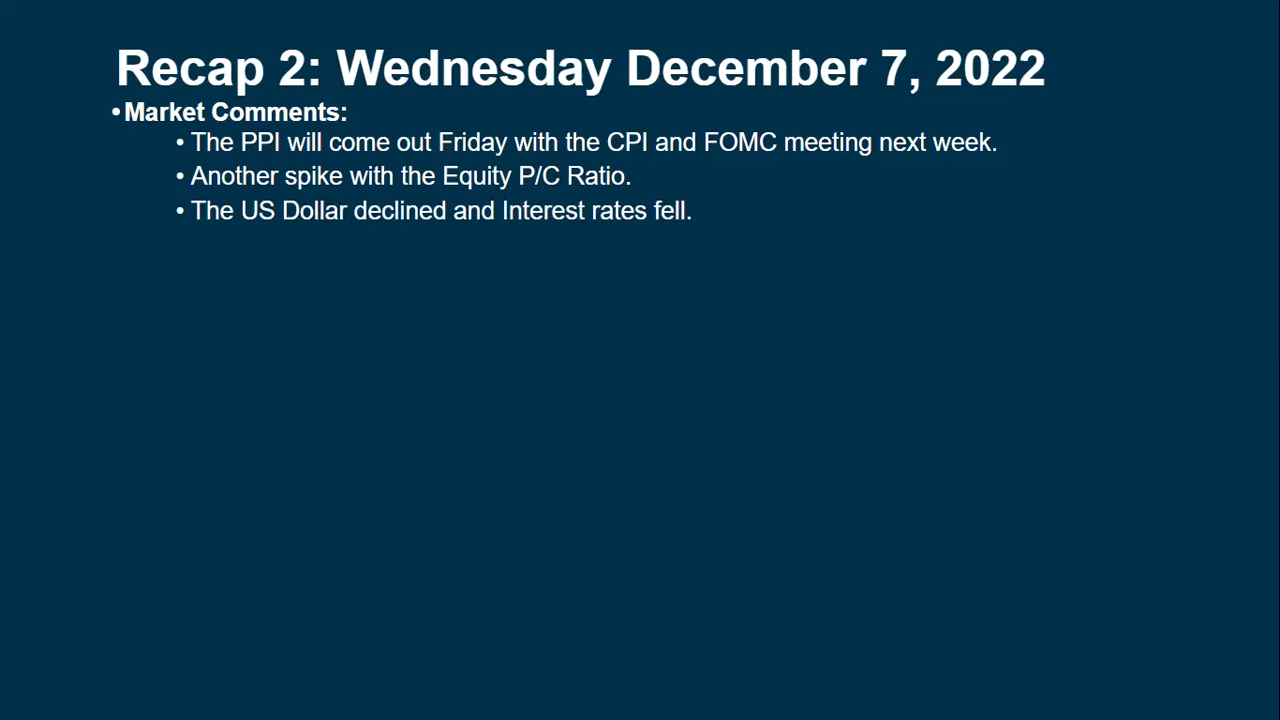 Recap 2: Wednesday December 7, 2022
•Market Comments:
• The PPI will come out Friday with the CPI and FOMC meeting next week.
• Another spike with the Equity P/C Ratio.
• The US Dollar declined and Interest rates fell.